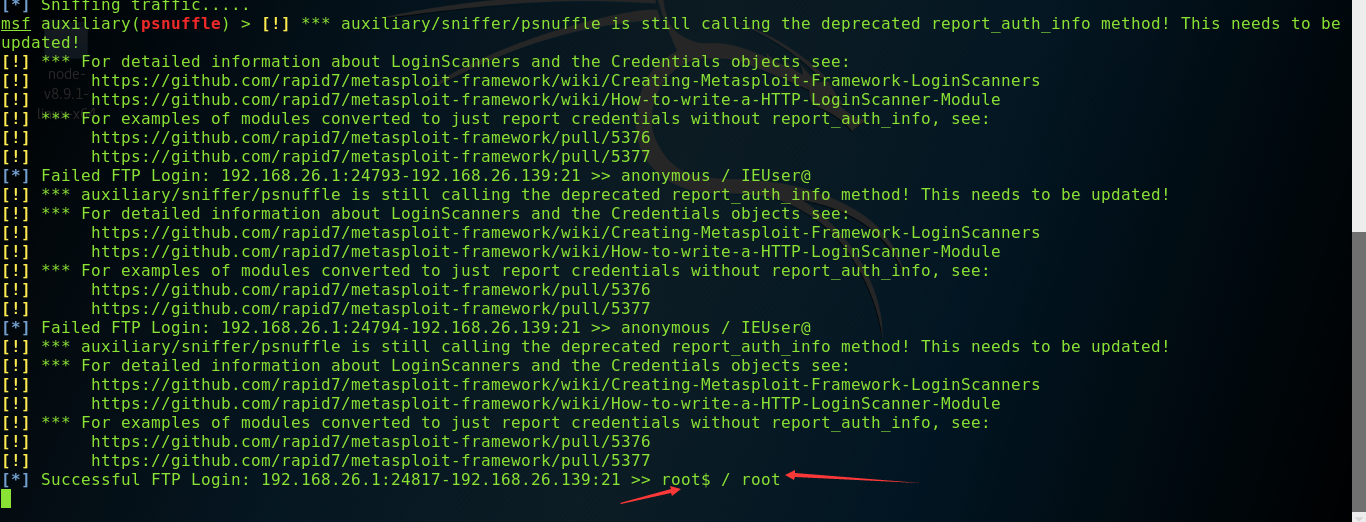 [*] Sniffing traffic.....
msf auxiliary(psnuffle) > [!] *** auxiliary/sniffer/psnuffle is still calling the deprecated report_auth_info method! This needs to be
updated!
[!] *** For detailed information about LoginScanners and the Credentials objects see:
[!]      https://github.com/rapid7/metasploit-framework/wiki/Creating-Metasploit-Framework-LoginScanners
[!]      https://github.com/rapid7/metasploit-framework/wiki/How-to-write-a-HTTP-LoginScanner-Module
[!] *** For examples of modules converted to just report credentials without report_auth_info, see:
[!]      https://github.com/rapid7/metasploit-framework/pull/5376
[!]      https://github.com/rapid7/metasploit-framework/pull/5377
[*] Failed FTP Login: 192.168.26.1:24793-192.168.26.139:21 >> anonymous / IEUser@
[!] *** auxiliary/sniffer/psnuffle is still calling the deprecated report_auth_info method! This needs to be updated!
[!] *** For detailed information about LoginScanners and the Credentials objects see:
[!]      https://github.com/rapid7/metasploit-framework/wiki/Creating-Metasploit-Framework-LoginScanners
[!]      https://github.com/rapid7/metasploit-framework/wiki/How-to-write-a-HTTP-LoginScanner-Module
[!] *** For examples of modules converted to just report credentials without report_auth_info, see:
[!]      https://github.com/rapid7/metasploit-framework/pull/5376
[!]      https://github.com/rapid7/metasploit-framework/pull/5377
[*] Failed FTP Login: 192.168.26.1:24794-192.168.26.139:21 >> anonymous / IEUser@
[!] *** auxiliary/sniffer/psnuffle is still calling the deprecated report_auth_info method! This needs to be updated!
[!] *** For detailed information about LoginScanners and the Credentials objects see:
[!]      https://github.com/rapid7/metasploit-framework/wiki/Creating-Metasploit-Framework-LoginScanners
[!]      https://github.com/rapid7/metasploit-framework/wiki/How-to-write-a-HTTP-LoginScanner-Module
[!] *** For examples of modules converted to just report credentials without report_auth_info, see:
[!]      https://github.com/rapid7/metasploit-framework/pull/5376
[!]      https://github.com/rapid7/metasploit-framework/pull/5377
[*] Successful FTP Login: 192.168.26.1:24817-192.168.26.139:21 >> root$ / root
node-
v8.9.1-